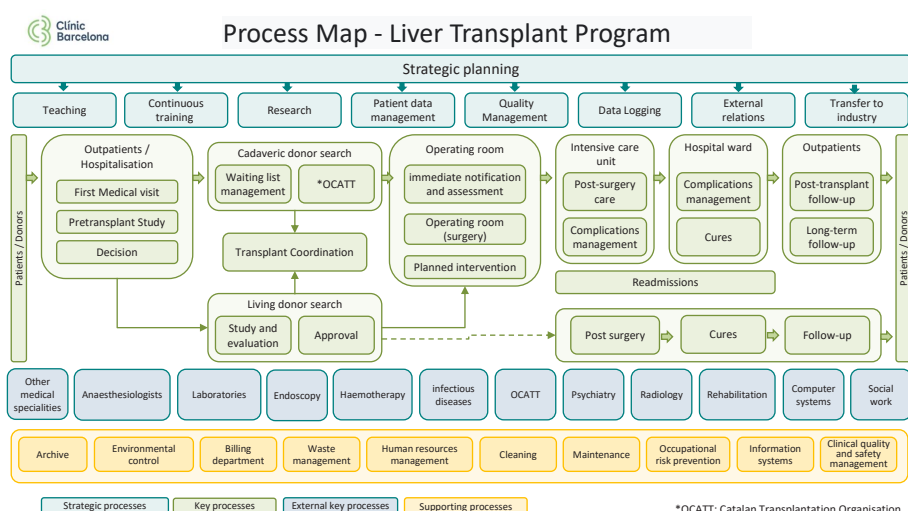 Clínic
Barcelona
Process Map - Liver Transplant Program
Strategic planning
Teaching
Continuous
training
Research
Patient data
management
Quality
Management
Data Logging
External
relations
Transfer to
industry
Patients / Donors
Outpatients /
Hospitalisation
First Medical visit
Pretransplant Study
Decision
Cadaveric donor search
Waiting list
management
*OCATT
Transplant Coordination
Living donor search
Study and
evaluation
Approval
Operating room
immediate notification
and assessment
Operating room
(surgery)
Planned intervention
Intensive care
unit
Post-surgery
care
Complications
management
Hospital ward
Complications
management
Cures
Outpatients
Post-transplant
follow-up
Long-term
follow-up
Readmissions
Post surgery
Cures
Follow-up
Patients / Donors
Other
medical
specialities
Anaesthesiologists
Laboratories
Endoscopy
Haemotherapy
infectious
diseases
OCATT
Psychiatry
Radiology
Rehabilitation
Computer
systems
Social
work
Archive
Environmental
control
Billing
department
Waste
management
Human resources
management
Cleaning
Maintenance
Occupational
risk prevention
Information
systems
Clinical quality
and safety
management
Strategic processes
Key processes
External key processes
Supporting processes
*OCATT: Catalan Transplantation Organisation